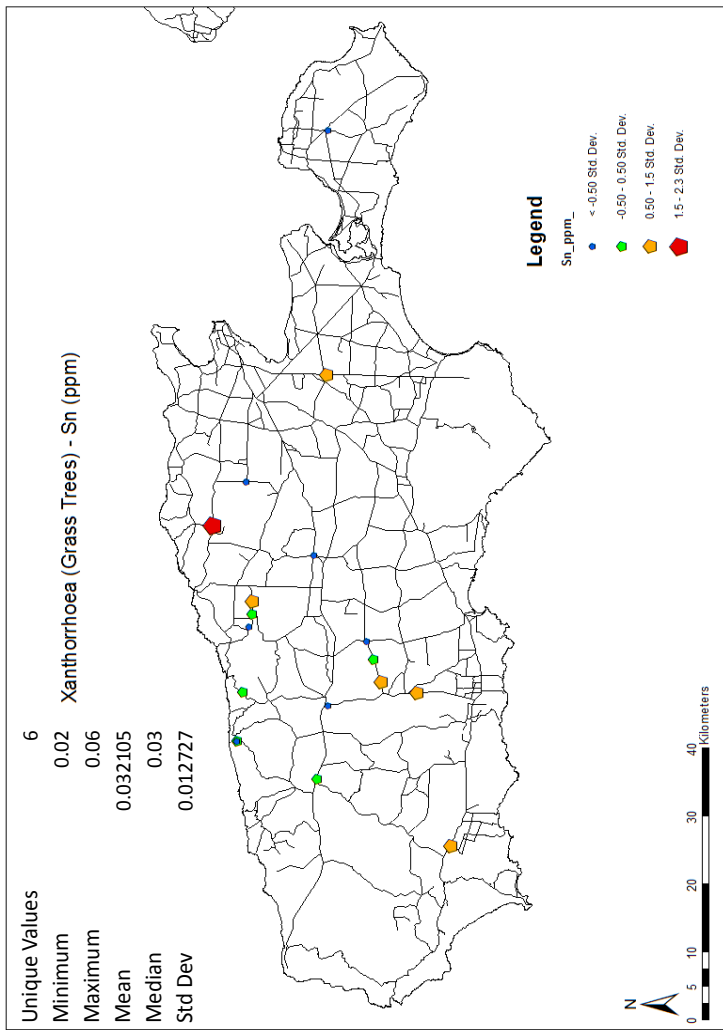 Unique Values 6
Minimum 0.02
Maximum 0.06
Mean 0.032105
Median 0.03
Std Dev 0.012727
Xanthorrhoea (Grass Trees) - Sn (ppm)
Legend
Sn_ppm_
< -0.50 Std. Dev.
-0.50 - 0.50 Std. Dev.
0.50 - 1.5 Std. Dev.
1.5 - 2.3 Std. Dev.
N
0 5 10 20 30 40
Kilometers